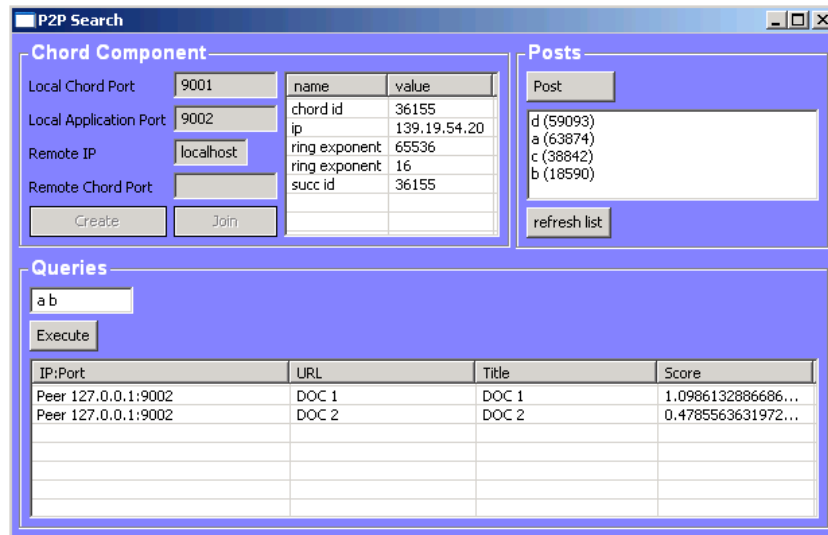 P2P Search
Chord Component
Local Chord Port 9001
Local Application Port 9002
Remote IP localhost
Remote Chord Port
Create Join
name value
chord id 36155
ip 139.19.54.20
ring exponent 65536
ring exponent 16
succ id 36155
Posts
Post
d (59093)
a (63874)
c (38842)
b (18590)
refresh list
Queries
a b
Execute
IP:Port URL Title Score
Peer 127.0.0.1:9002 DOC 1 DOC 1 1.0986132886686...
Peer 127.0.0.1:9002 DOC 2 DOC 2 0.4785563631972...